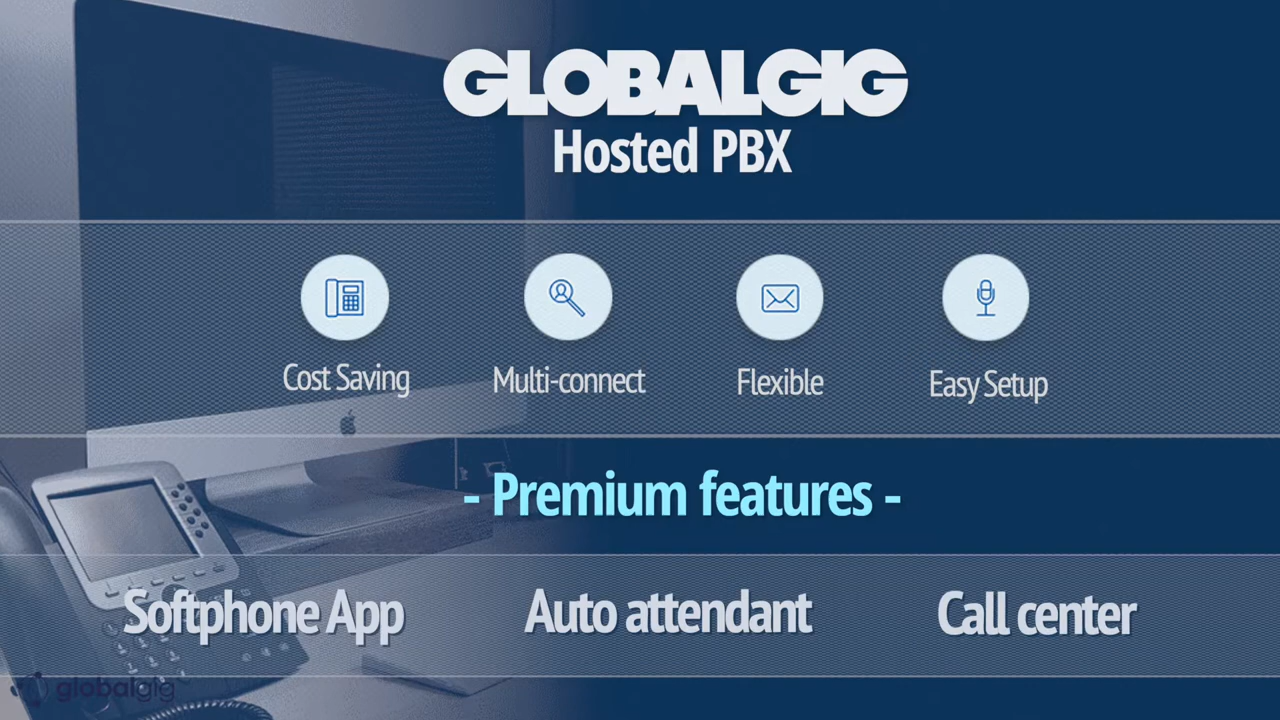 GLOBALGIG
Hosted PBX
Cost Saving
Multi-connect
Flexible
Easy Setup
- Premium features -
Softphone App
Auto attendant
Call center
globalgig